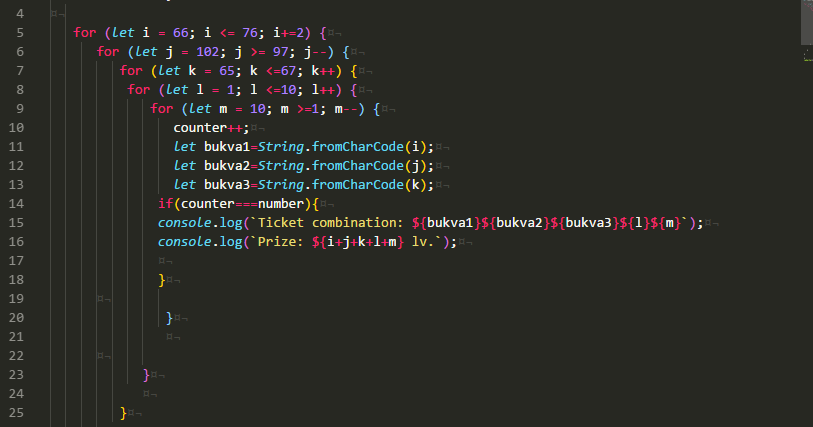 4
5 for (let i = 66; i <= 76; i+=2) {
6 for (let j = 102; j >= 97; j--) {
7 for (let k = 65; k <=67; k++) {
8 for (let l = 1; l <=10; l++) {
9 for (let m = 10; m >=1; m--) {
10 counter++;
11 let bukva1=String.fromCharCode(i);
12 let bukva2=String.fromCharCode(j);
13 let bukva3=String.fromCharCode(k);
14 if(counter===number){
15 console.log(`Ticket combination: ${bukva1}${bukva2}${bukva3}${l}${m}`);
16 console.log(`Prize: ${i+j+k+l+m} lv.`);
17
18 }
19
20 }
21
22
23 }
24
25 }